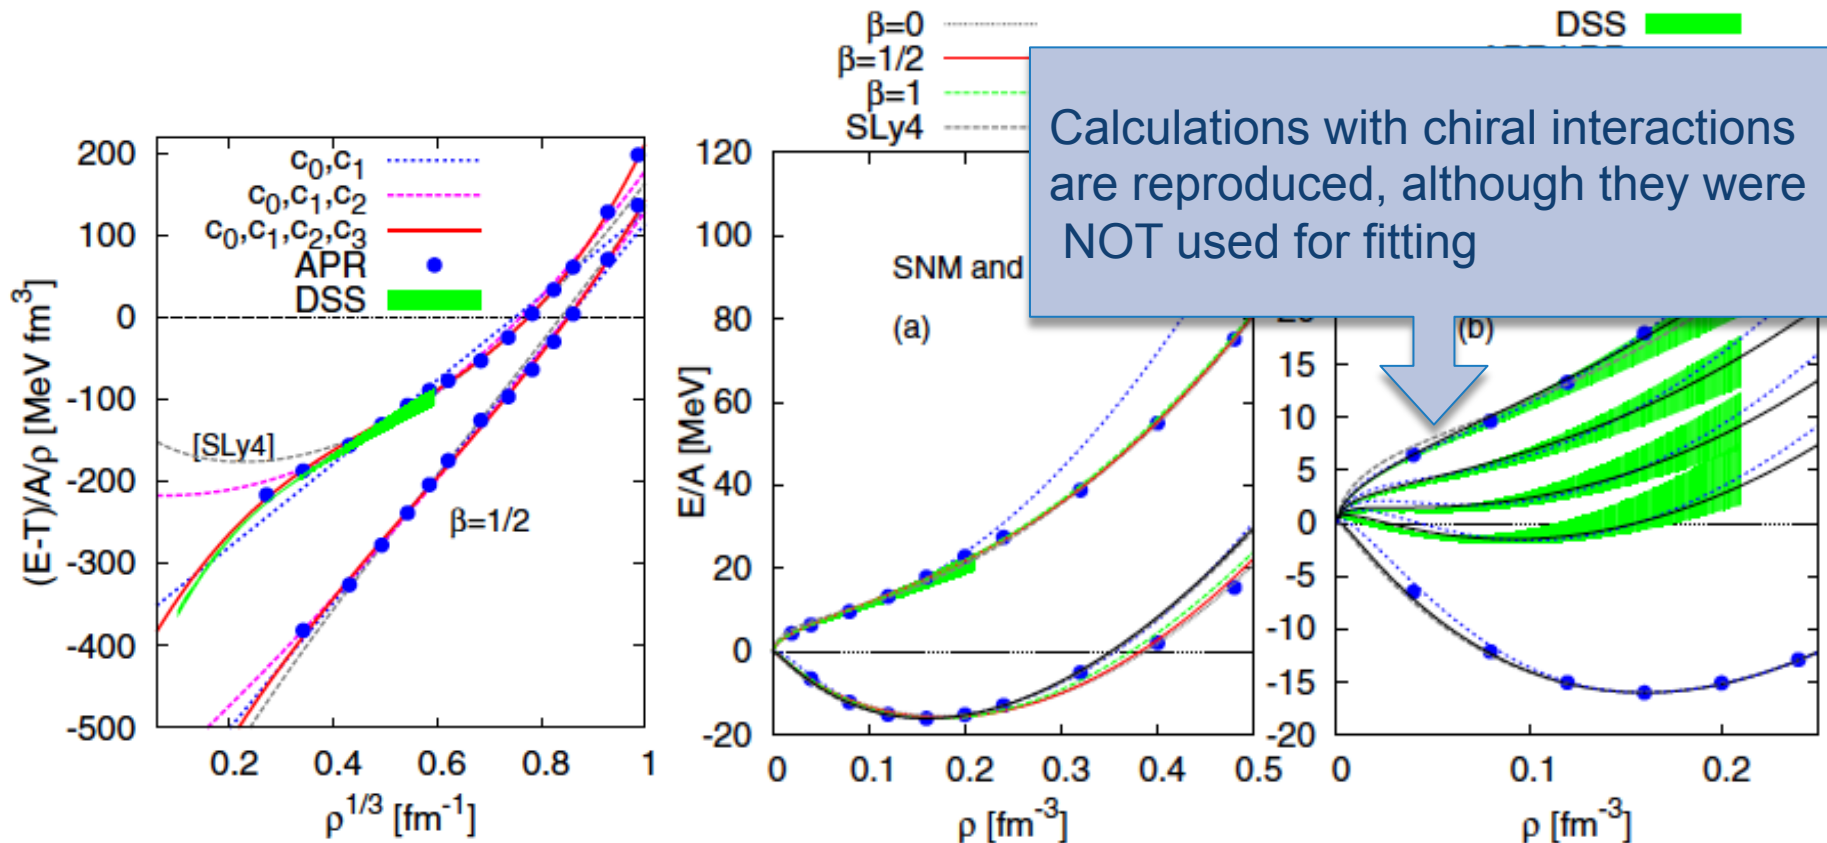 β=0
β=1/2
β=1
SLy4
DSS
Calculations with chiral interactions
are reproduced, although they were
NOT used for fitting
c0,c1
c0,c1,c2
c0,c1,c2,c3
APR
DSS
[SLy4]
β=1/2
200
100
0
-100
-200
-300
-400
-500
(E-T)/Aρ [MeV fm³]
0.2 0.4 0.6 0.8 1
ρ^1/3 [fm^-1]
SNM and
(a)
120
100
80
60
40
20
0
-20
E/A [MeV]
0 0.1 0.2 0.3 0.4 0.5
ρ [fm^-3]
(b)
20
15
10
5
0
-5
-10
-15
-20
0 0.1 0.2
ρ [fm^-3]